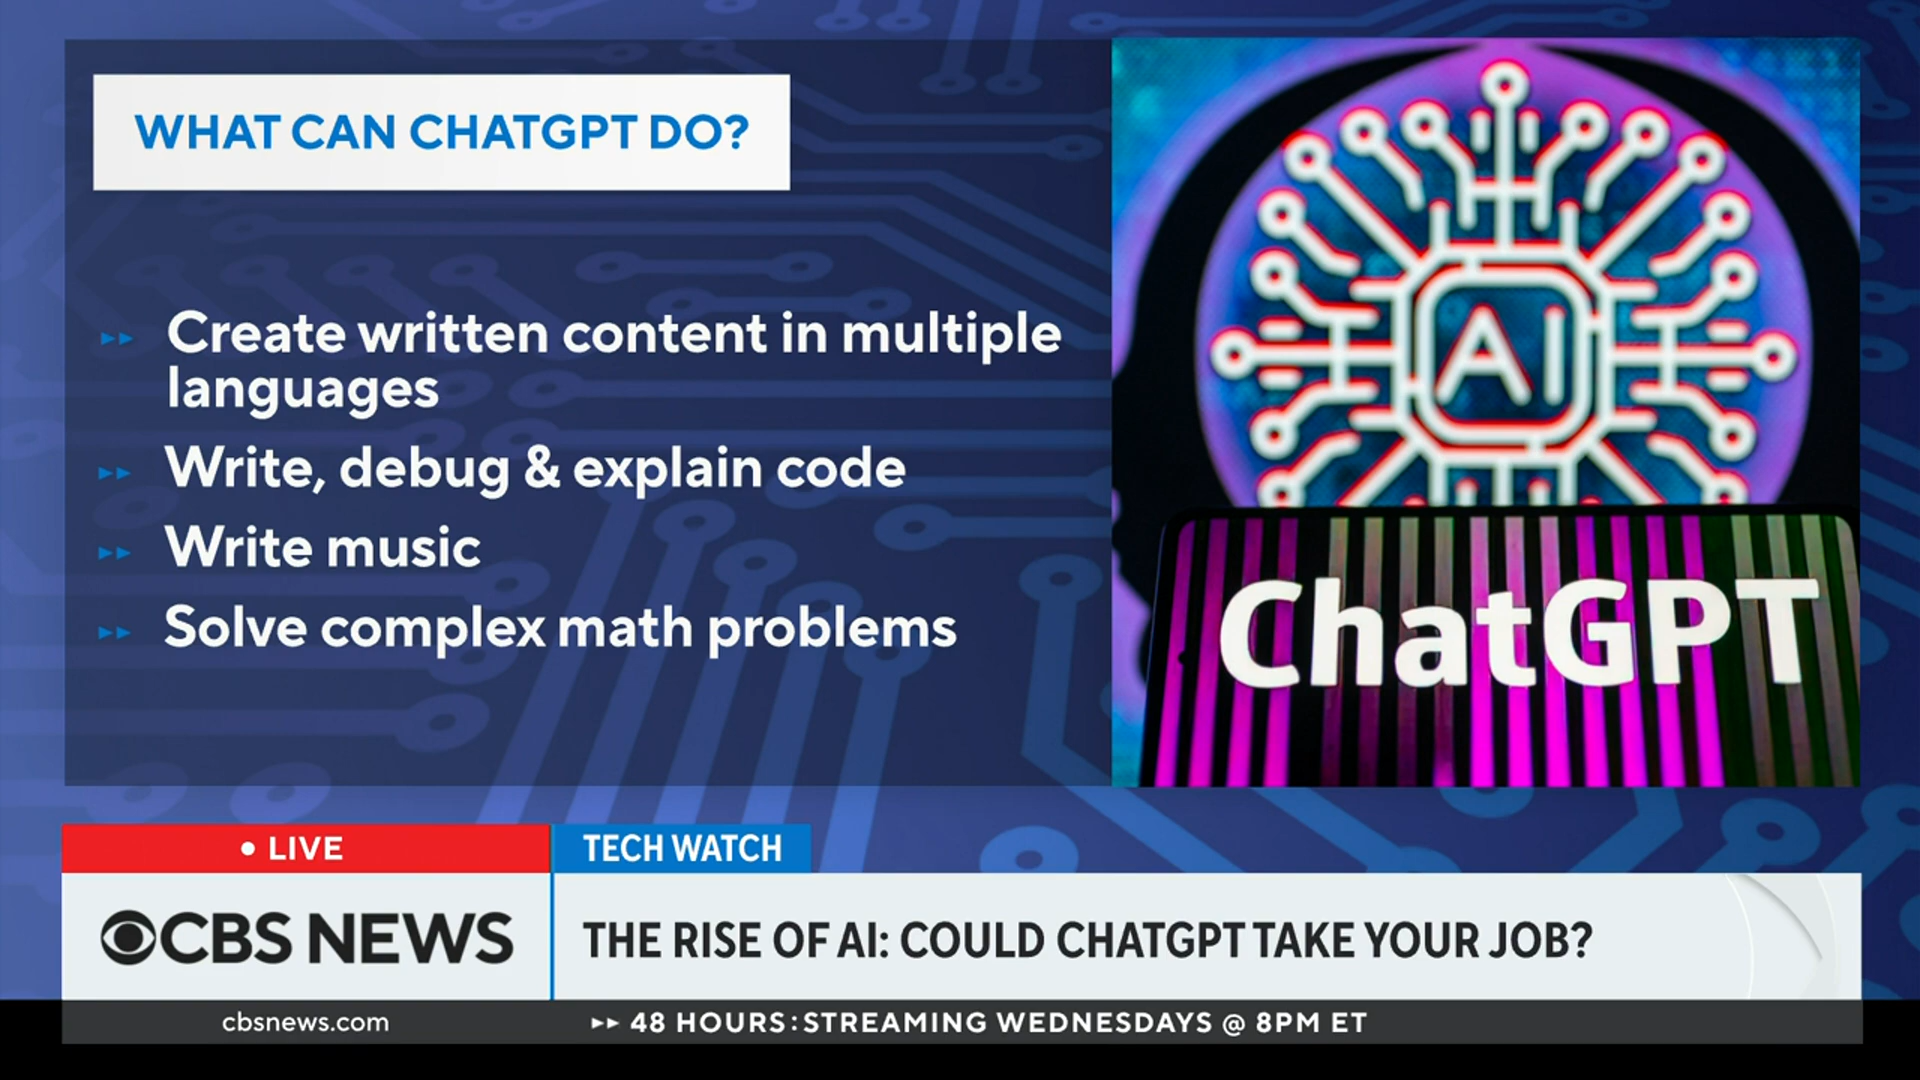 WHAT CAN CHATGPT DO?
Create written content in multiple
languages
Write, debug & explain code
Write music
Solve complex math problems
AI
ChatGPT
• LIVE
TECH WATCH
CBS NEWS
THE RISE OF AI: COULD CHATGPT TAKE YOUR JOB?
cbsnews.com
48 HOURS: STREAMING WEDNESDAYS @ 8PM ET